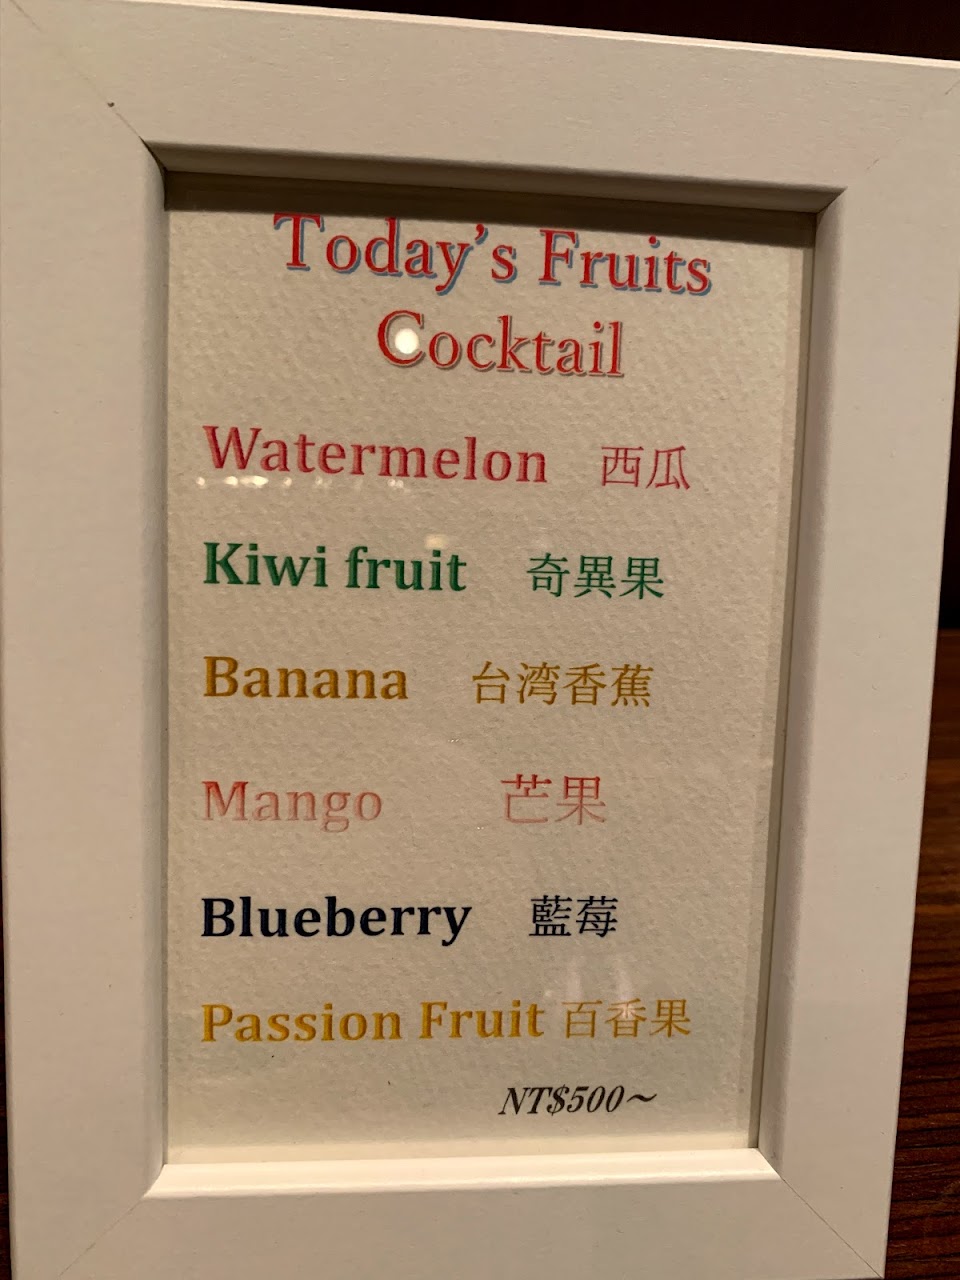 Today's Fruits
Cocktail
Watermelon 西瓜
Kiwi fruit 奇異果
Banana 台湾香蕉
Mango 芒果
Blueberry 藍莓
Passion Fruit 百香果
NT$500~